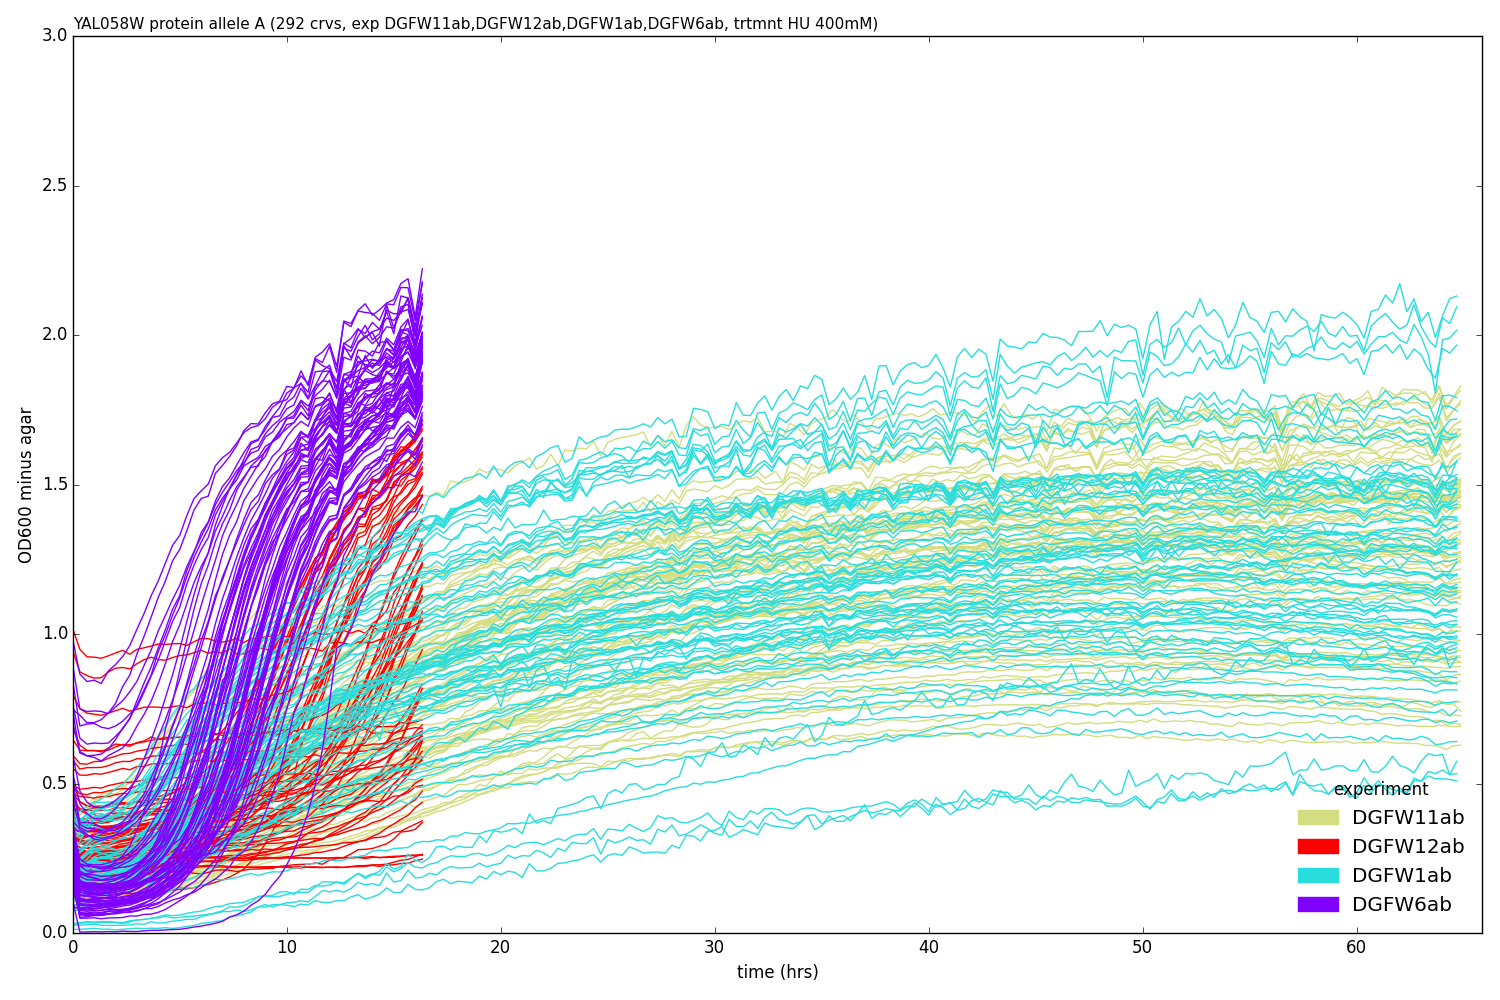 YAL058W protein allele A (292 crvs, exp DGFW11ab,DGFW12ab,DGFW1ab,DGFW6ab, trtmnt HU 400mM)
3.0
2.5
2.0
1.5
1.0
0.5
0.0
OD600 minus agar
0 10 20 30 40 50 60
time (hrs)
experiment
DGFW11ab
DGFW12ab
DGFW1ab
DGFW6ab